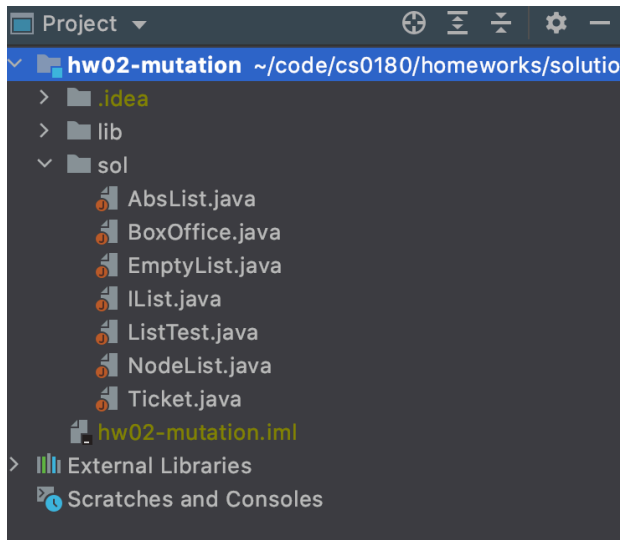 Project
hw02-mutation ~/code/cs0180/homeworks/solutio
.idea
lib
sol
AbsList.java
BoxOffice.java
EmptyList.java
IList.java
ListTest.java
NodeList.java
Ticket.java
hw02-mutation.iml
External Libraries
Scratches and Consoles